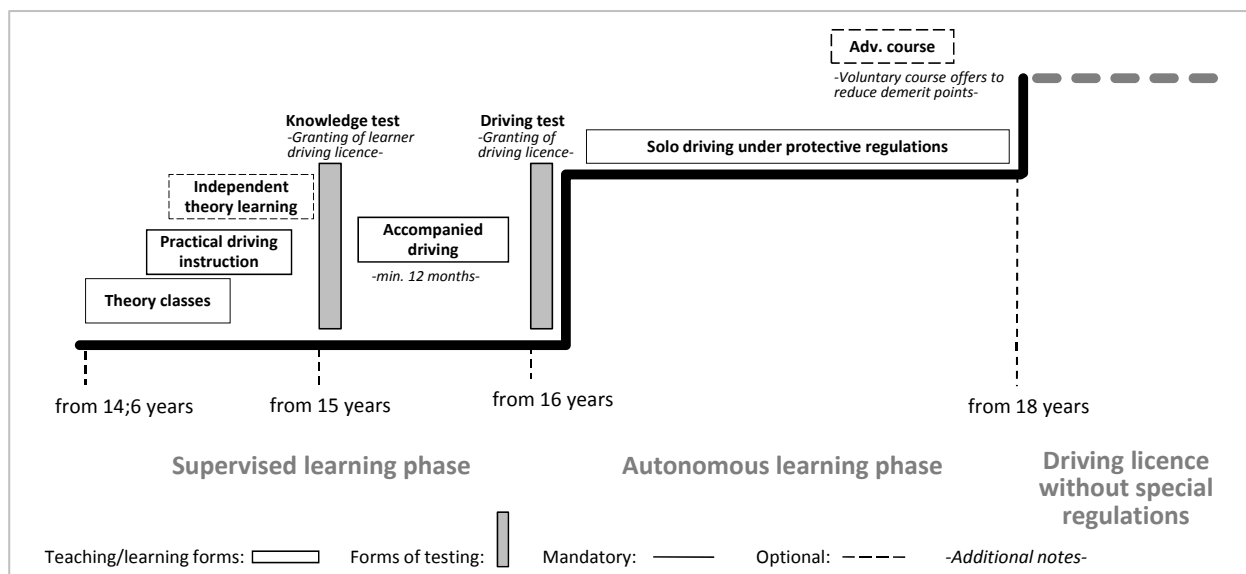 Adv. course
-Voluntary course offers to
reduce demerit points-
Knowledge test
-Granting of learner
driving licence-
Driving test
-Granting of
driving licence-
Solo driving under protective regulations
Independent
theory learning
Practical driving
instruction
Theory classes
Accompanied
driving
-min. 12 months-
from 14;6 years
from 15 years
from 16 years
from 18 years
Supervised learning phase
Autonomous learning phase
Driving licence
without special
regulations
Teaching/learning forms:
Forms of testing:
Mandatory:
Optional:
-Additional notes-